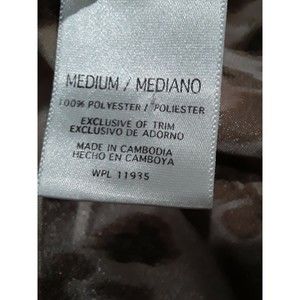 MEDIUM / MEDIANO
100% POLYESTER / POLIESTER
EXCLUSIVE OF TRIM
EXCLUSIVO DE ADORNO
MADE IN CAMBODIA
HECHO EN CAMBOYA
WPL 11935